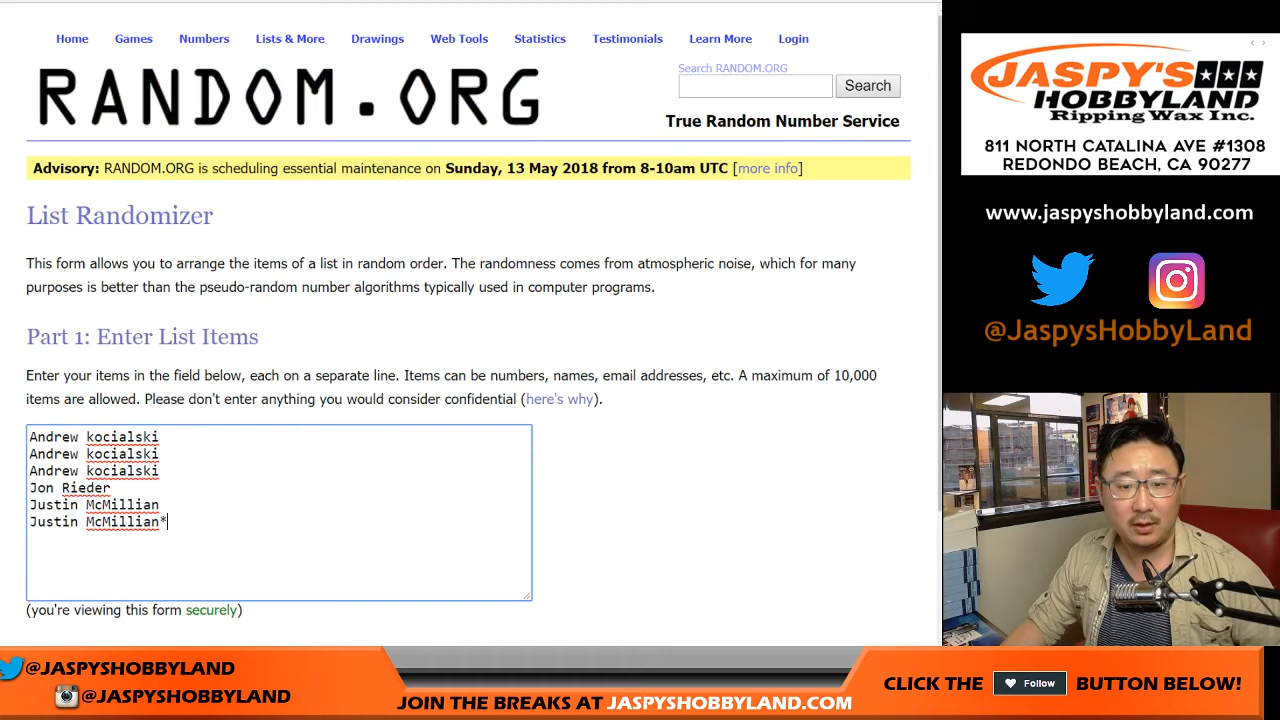 Home Games Numbers Lists & More Drawings Web Tools Statistics Testimonials Learn More Login
RANDOM.ORG
Search RANDOM.ORG
Search
True Random Number Service
Advisory: RANDOM.ORG is scheduling essential maintenance on Sunday, 13 May 2018 from 8-10am UTC [more info]
List Randomizer
This form allows you to arrange the items of a list in random order. The randomness comes from atmospheric noise, which for many
purposes is better than the pseudo-random number algorithms typically used in computer programs.
Part 1: Enter List Items
Enter your items in the field below, each on a separate line. Items can be numbers, names, email addresses, etc. A maximum of 10,000
items are allowed. Please don't enter anything you would consider confidential (here's why).
Andrew kocialski
Andrew kocialski
Andrew kocialski
Jon Rieder
Justin McMillian
Justin McMillian*
(you're viewing this form securely)
JASPY'S
HOBBYLAND
Ripping Wax Inc.
811 NORTH CATALINA AVE #1308
REDONDO BEACH, CA 90277
www.jaspyshobbyland.com
@JaspysHobbyLand
@JASPYSHOBBYLAND
@JASPYSHOBBYLAND
JOIN THE BREAKS AT JASPYSHOBBYLAND.COM
CLICK THE Follow BUTTON BELOW!